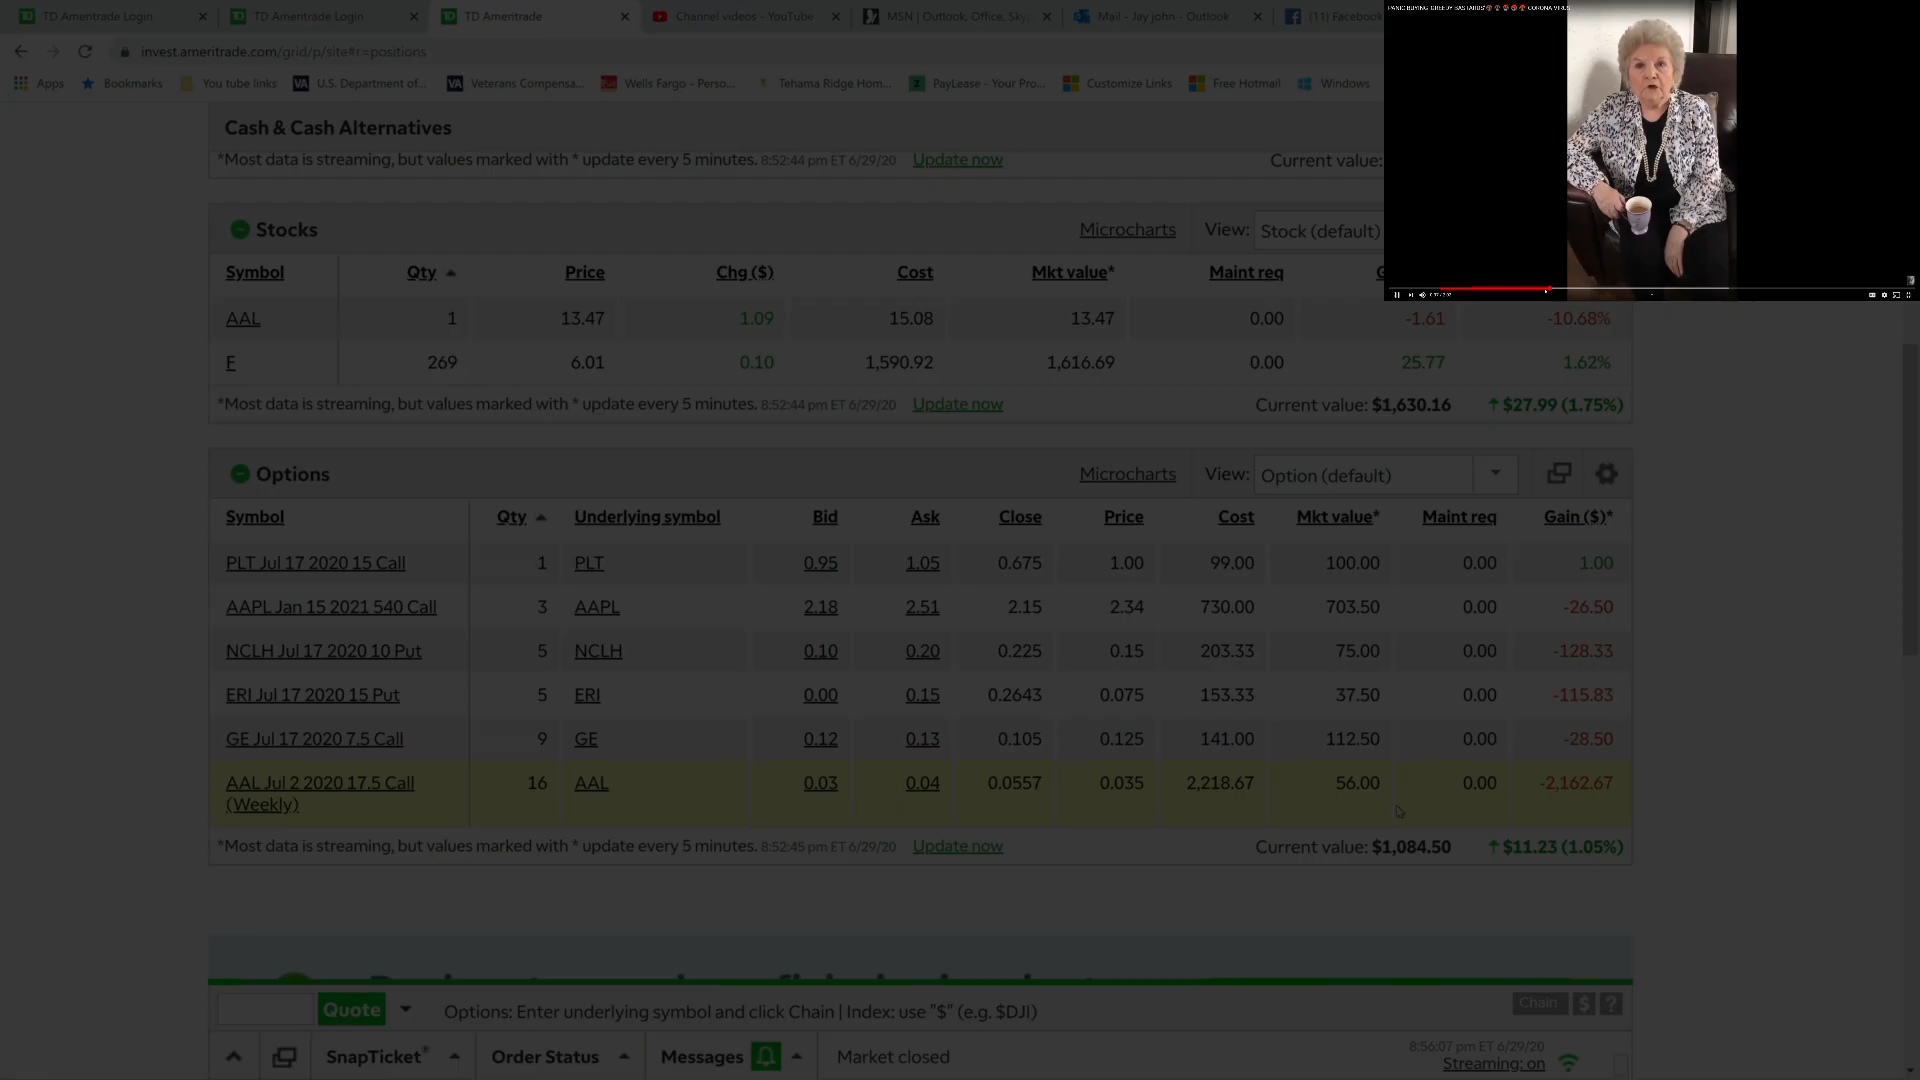 TD Ameritrade Login
TD Ameritrade Login
TD Ameritrade
Channel videos - YouTube
MSN | Outlook, Office, Sky
Mail - Jay john - Outlook
(11) Facebook
PANIC BUYING 'GREEDY BASTARDS' CORONA VIRUS
invest.ameritrade.com/grid/p/site#r=positions
Apps Bookmarks You tube links U.S. Department of... Veterans Compensa... Wells Fargo - Perso... Tehama Ridge Hom... PayLease - Your Pro... Customize Links Free Hotmail Windows
Cash & Cash Alternatives
*Most data is streaming, but values marked with * update every 5 minutes. 8:52:44 pm ET 6/29/20 Update now Current value:
Stocks Microcharts View: Stock (default)
Symbol Qty Price Chg ($) Cost Mkt value* Maint req G
0:37 / 2:07
AAL 1 13.47 1.09 15.08 13.47 0.00 -1.61 -10.68%
F 269 6.01 0.10 1,590.92 1,616.69 0.00 25.77 1.62%
*Most data is streaming, but values marked with * update every 5 minutes. 8:52:44 pm ET 6/29/20 Update now Current value: $1,630.16 $27.99 (1.75%)
Options Microcharts View: Option (default)
Symbol Qty Underlying symbol Bid Ask Close Price Cost Mkt value* Maint req Gain ($)*
PLT Jul 17 2020 15 Call 1 PLT 0.95 1.05 0.675 1.00 99.00 100.00 0.00 1.00
AAPL Jan 15 2021 540 Call 3 AAPL 2.18 2.51 2.15 2.34 730.00 703.50 0.00 -26.50
NCLH Jul 17 2020 10 Put 5 NCLH 0.10 0.20 0.225 0.15 203.33 75.00 0.00 -128.33
ERI Jul 17 2020 15 Put 5 ERI 0.00 0.15 0.2643 0.075 153.33 37.50 0.00 -115.83
GE Jul 17 2020 7.5 Call 9 GE 0.12 0.13 0.105 0.125 141.00 112.50 0.00 -28.50
AAL Jul 2 2020 17.5 Call 16 AAL 0.03 0.04 0.0557 0.035 2,218.67 56.00 0.00 -2,162.67
(Weekly)
*Most data is streaming, but values marked with * update every 5 minutes. 8:52:45 pm ET 6/29/20 Update now Current value: $1,084.50 $11.23 (1.05%)
Quote Options: Enter underlying symbol and click Chain | Index: use "$" (e.g. $DJI) Chain $ ?
SnapTicket® Order Status Messages Market closed 8:56:07 pm ET 6/29/20
Streaming: on